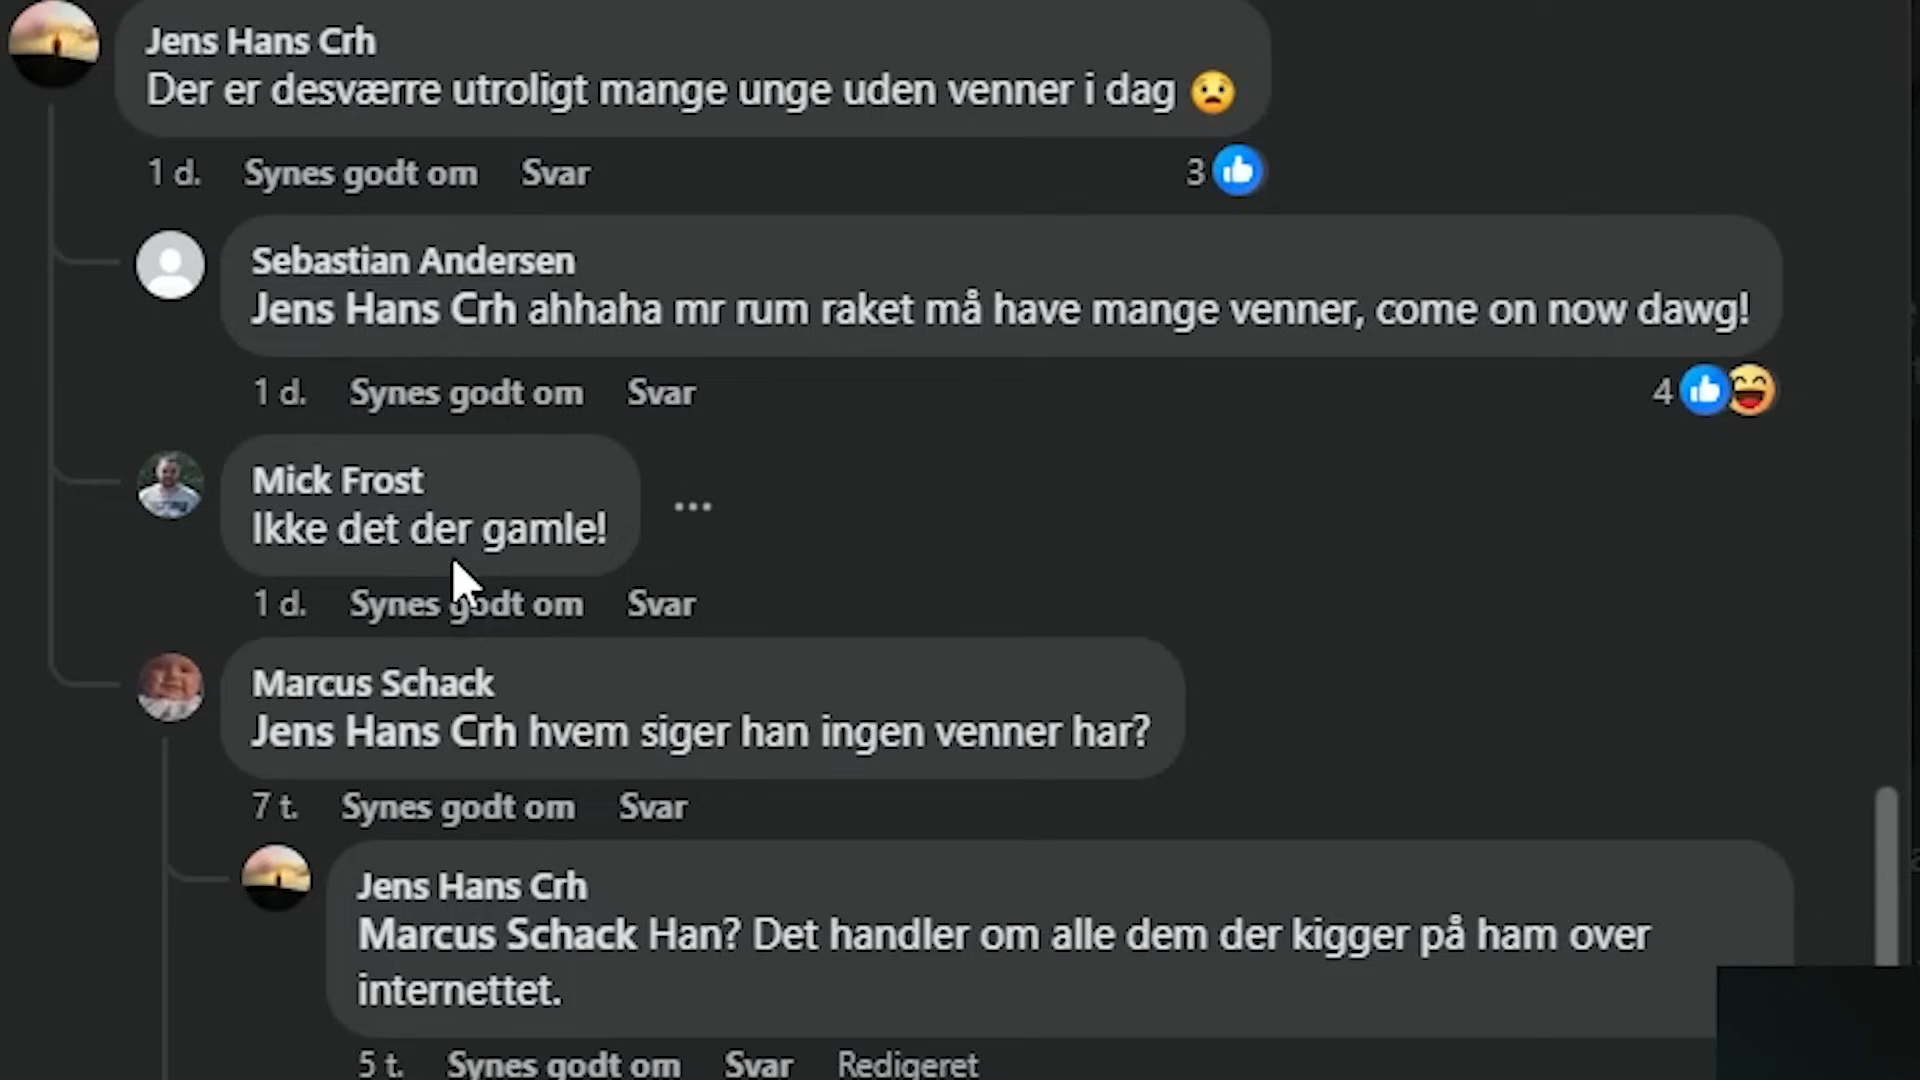 Jens Hans Crh
Der er desværre utroligt mange unge uden venner i dag 😟
1 d. Synes godt om Svar 3
Sebastian Andersen
Jens Hans Crh ahhaha mr rum raket må have mange venner, come on now dawg!
1 d. Synes godt om Svar 4
Mick Frost
Ikke det der gamle!
1 d. Synes godt om Svar
Marcus Schack
Jens Hans Crh hvem siger han ingen venner har?
7 t. Synes godt om Svar
Jens Hans Crh
Marcus Schack Han? Det handler om alle dem der kigger på ham over
internettet.
5 t. Synes godt om Svar Redigeret